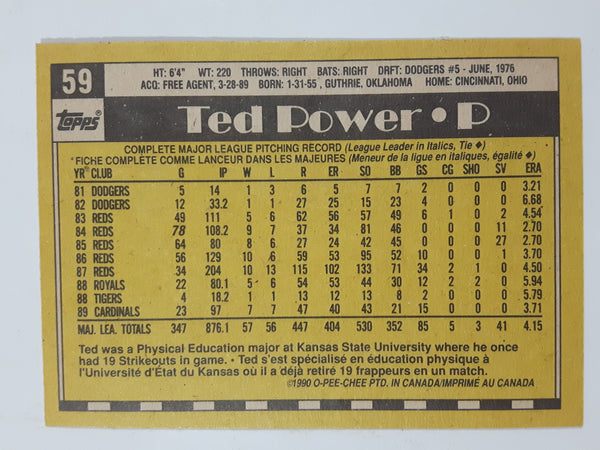 59
HT: 6'4" WT: 220 THROWS: RIGHT BATS: RIGHT DRFT: DODGERS #5 - JUNE, 1976
ACQ: FREE AGENT, 3-28-89 BORN: 1-31-55, GUTHRIE, OKLAHOMA HOME: CINCINNATI, OHIO
Topps
Ted Power • P
COMPLETE MAJOR LEAGUE PITCHING RECORD (League Leader in Italics, Tie ♦)
*FICHE COMPLÈTE COMME LANCEUR DANS LES MAJEURES (Meneur de la ligue en italiques, égalité ♦)
YR CLUB G IP W L R ER SO BB GS CG SHO SV ERA
81 DODGERS 5 14 1 3 6 5 7 7 2 0 0 0 3.21
82 DODGERS 12 33.2 1 1 27 25 15 23 4 0 0 0 6.68
83 REDS 49 111 5 6 62 56 57 49 6 1 0 2 4.54
84 REDS 78 108.2 9 7 37 34 81 46 0 0 0 11 2.70
85 REDS 64 80 8 6 27 24 42 45 0 0 0 27 2.70
86 REDS 56 129 10 6 59 53 95 52 10 0 0 1 3.70
87 REDS 34 204 10 13 115 102 133 71 34 2 1 0 4.50
88 ROYALS 22 80.1 5 6 54 53 44 30 12 2 2 0 5.94
88 TIGERS 4 18.2 1 1 13 12 13 8 2 0 0 0 5.79
89 CARDINALS 23 97 7 7 47 40 43 21 15 0 0 0 3.71
MAJ. LEA. TOTALS 347 876.1 57 56 447 404 530 352 85 5 3 41 4.15
Ted was a Physical Education major at Kansas State University where he once
had 19 Strikeouts in game. • Ted s'est spécialisé en éducation physique à
l'Université d'État du Kansas où il a déjà retiré 19 frappeurs en un match.
©1990 O-PEE-CHEE PTD. IN CANADA/IMPRIMÉ AU CANADA